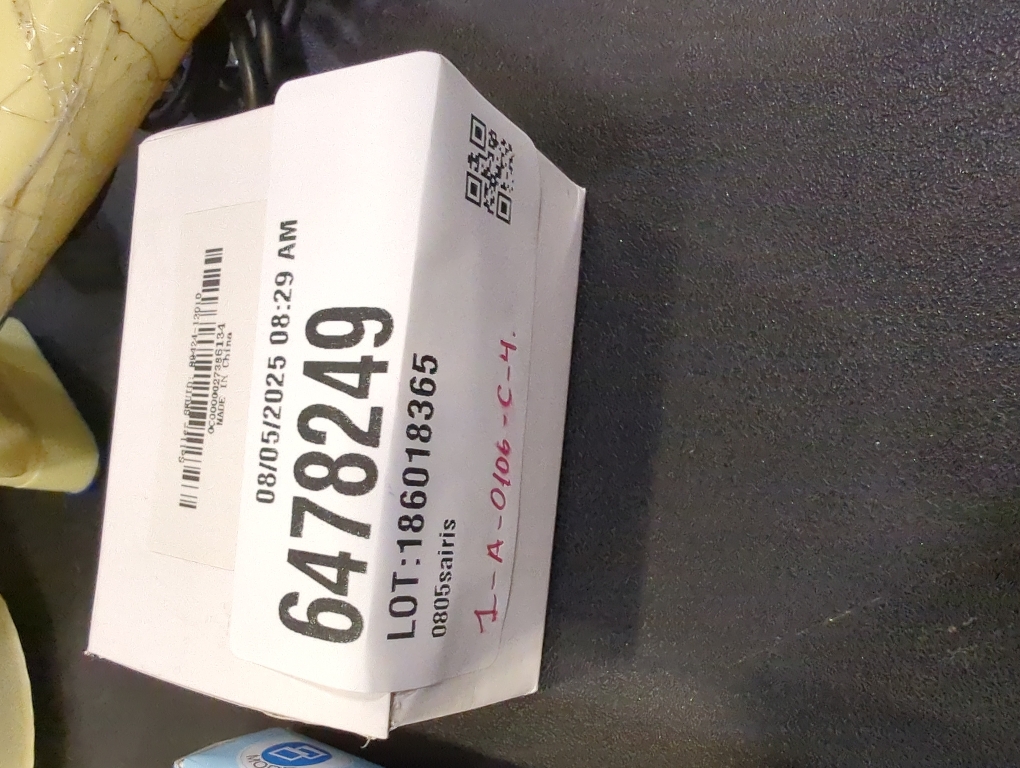 08/05/2025 08:29 AM
6478249
LOT:186018365
0805sairis
1-A-0106-C-4.
MADE IN China